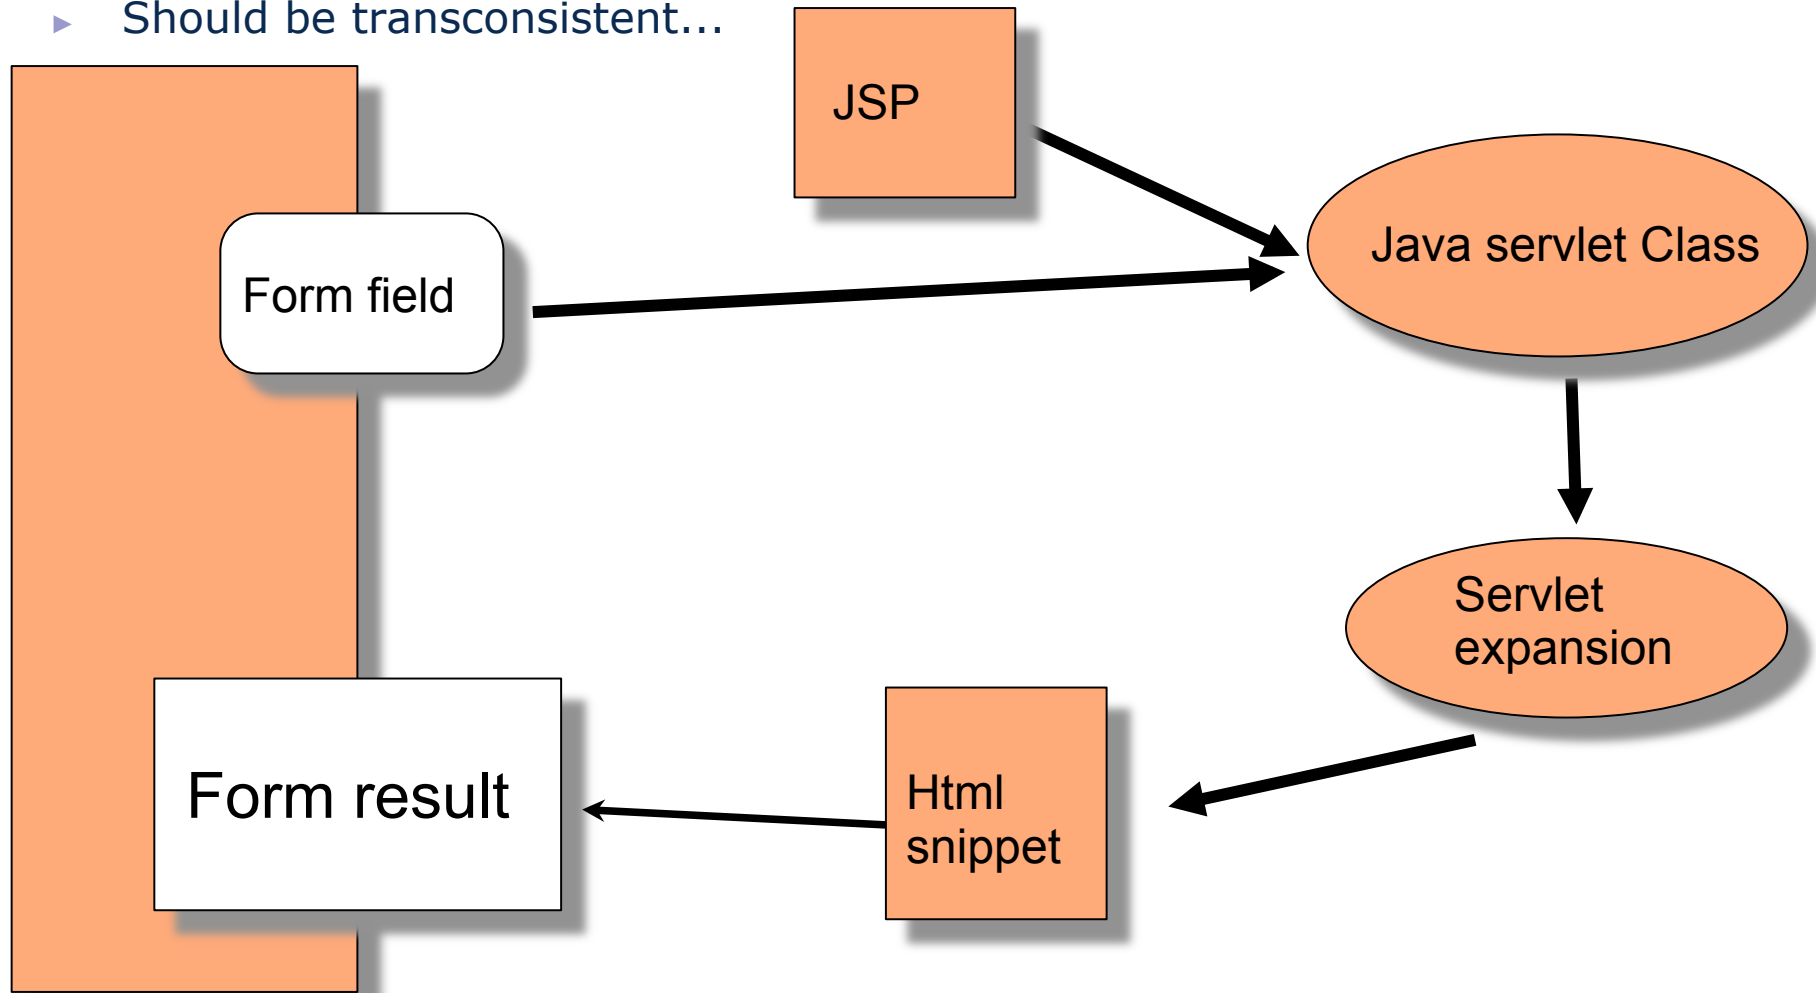 ► Should be transconsistent...
JSP
Java servlet Class
Form field
Servlet
expansion
Form result
Html
snippet